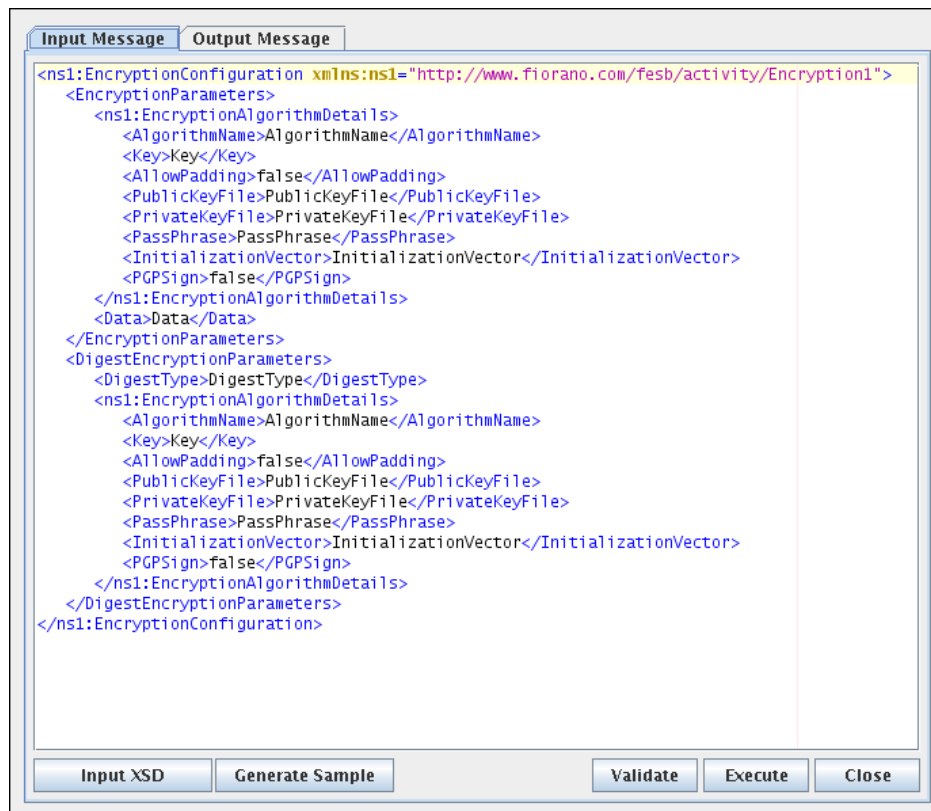 Input Message Output Message
<ns1:EncryptionConfiguration xmlns:ns1="http://www.fiorano.com/fesb/activity/Encryption1">
<EncryptionParameters>
<ns1:EncryptionAlgorithmDetails>
<AlgorithmName>AlgorithmName</AlgorithmName>
<Key>Key</Key>
<AllowPadding>false</AllowPadding>
<PublicKeyFile>PublicKeyFile</PublicKeyFile>
<PrivateKeyFile>PrivateKeyFile</PrivateKeyFile>
<PassPhrase>PassPhrase</PassPhrase>
<InitializationVector>InitializationVector</InitializationVector>
<PGPSign>false</PGPSign>
</ns1:EncryptionAlgorithmDetails>
<Data>Data</Data>
</EncryptionParameters>
<DigestEncryptionParameters>
<DigestType>DigestType</DigestType>
<ns1:EncryptionAlgorithmDetails>
<AlgorithmName>AlgorithmName</AlgorithmName>
<Key>Key</Key>
<AllowPadding>false</AllowPadding>
<PublicKeyFile>PublicKeyFile</PublicKeyFile>
<PrivateKeyFile>PrivateKeyFile</PrivateKeyFile>
<PassPhrase>PassPhrase</PassPhrase>
<InitializationVector>InitializationVector</InitializationVector>
<PGPSign>false</PGPSign>
</ns1:EncryptionAlgorithmDetails>
</DigestEncryptionParameters>
</ns1:EncryptionConfiguration>
Input XSD Generate Sample Validate Execute Close